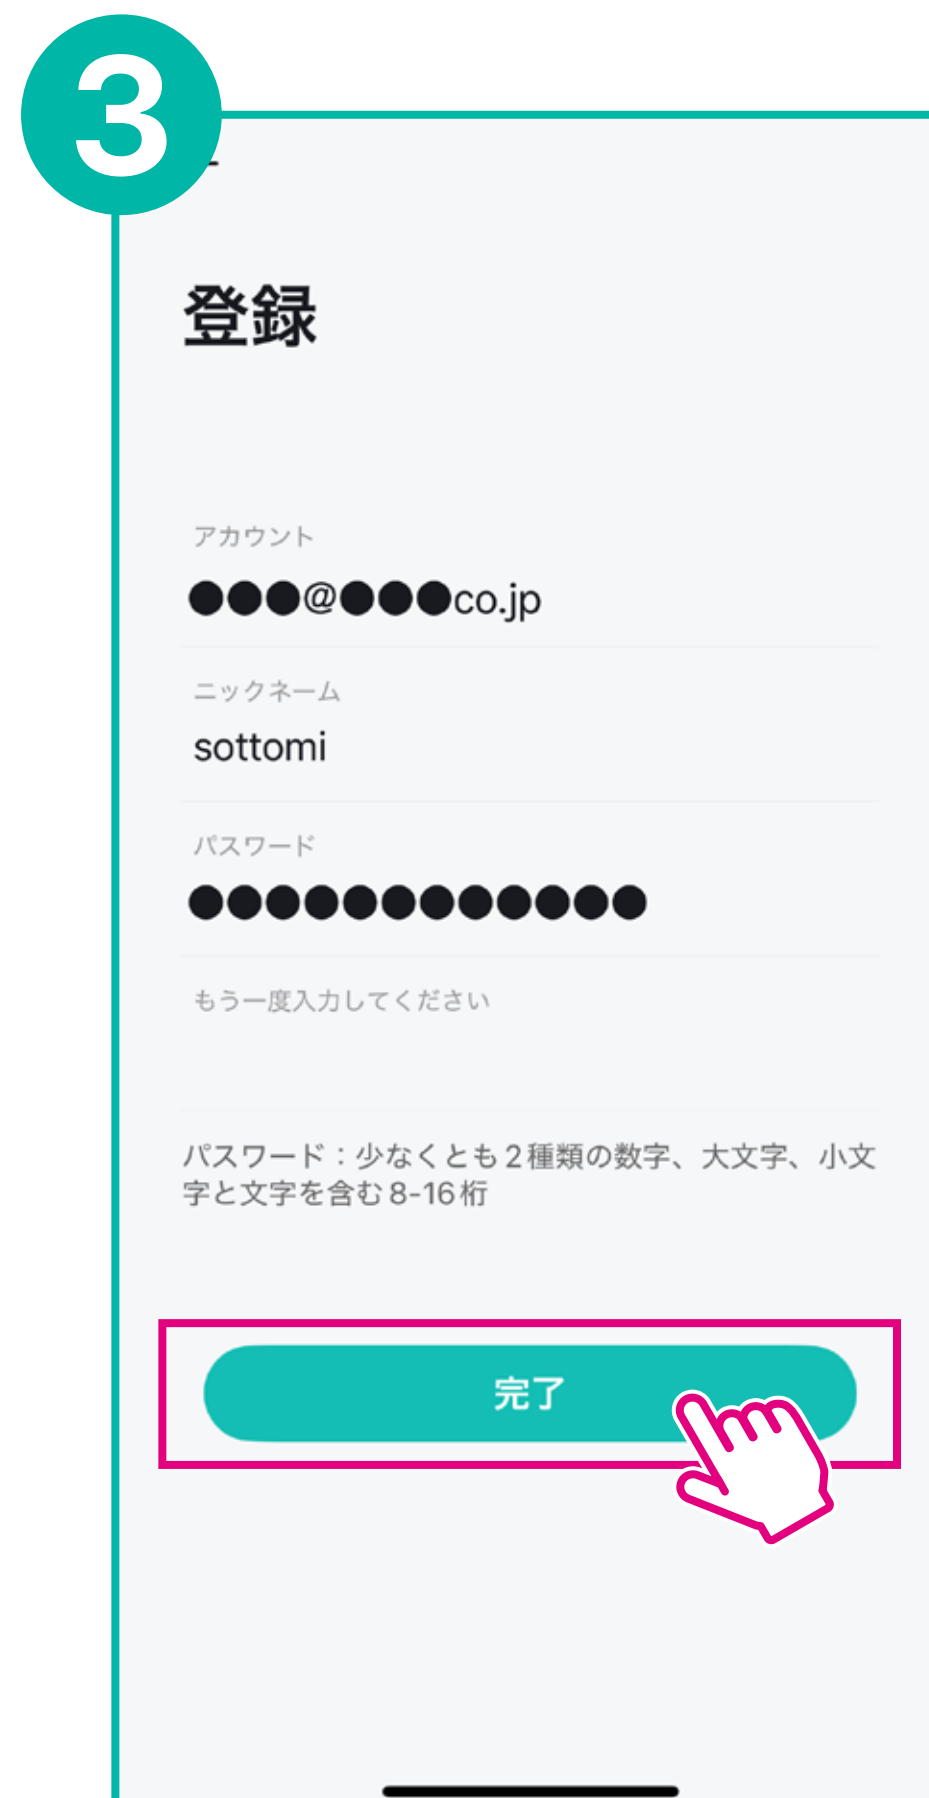 3
登録
アカウント
●●●@●●●co.jp
ニックネーム
sottomi
パスワード
●●●●●●●●●●●●
もう一度入力してください
パスワード：少なくとも2種類の数字、大文字、小文
字と文字を含む8-16桁
完了